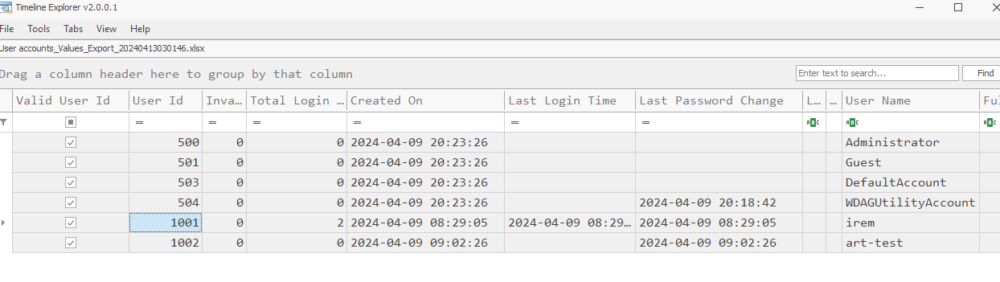 Timeline Explorer v2.0.0.1
File Tools Tabs View Help
User accounts_Values_Export_20240413030146.xlsx
Drag a column header here to group by that column Enter text to search... Find
Valid User Id User Id Inva... Total Login ... Created On Last Login Time Last Password Change L... ... User Name Ful
= = = = = = ABC ABC ABC
500 0 0 2024-04-09 20:23:26 Administrator
501 0 0 2024-04-09 20:23:26 Guest
503 0 0 2024-04-09 20:23:26 DefaultAccount
504 0 0 2024-04-09 20:23:26 2024-04-09 20:18:42 WDAGUtilityAccount
1001 0 2 2024-04-09 08:29:05 2024-04-09 08:29... 2024-04-09 08:29:05 irem
1002 0 0 2024-04-09 09:02:26 2024-04-09 09:02:26 art-test